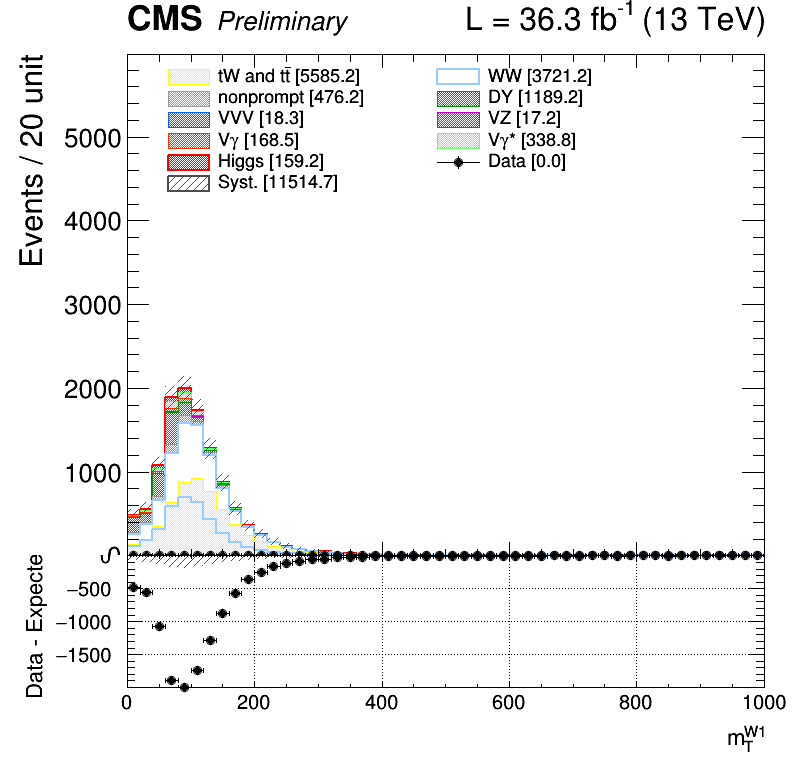 CMS Preliminary L = 36.3 fb⁻¹ (13 TeV)
Events / 20 unit
tW and tt̄ [5585.2]
nonprompt [476.2]
VVV [18.3]
Vγ [168.5]
Higgs [159.2]
Syst. [11514.7]
WW [3721.2]
DY [1189.2]
VZ [17.2]
Vγ* [338.8]
Data [0.0]
5000
4000
3000
2000
1000
0
Data - Expecte
−500
−1000
−1500
0 200 400 600 800 1000
m_T^W1